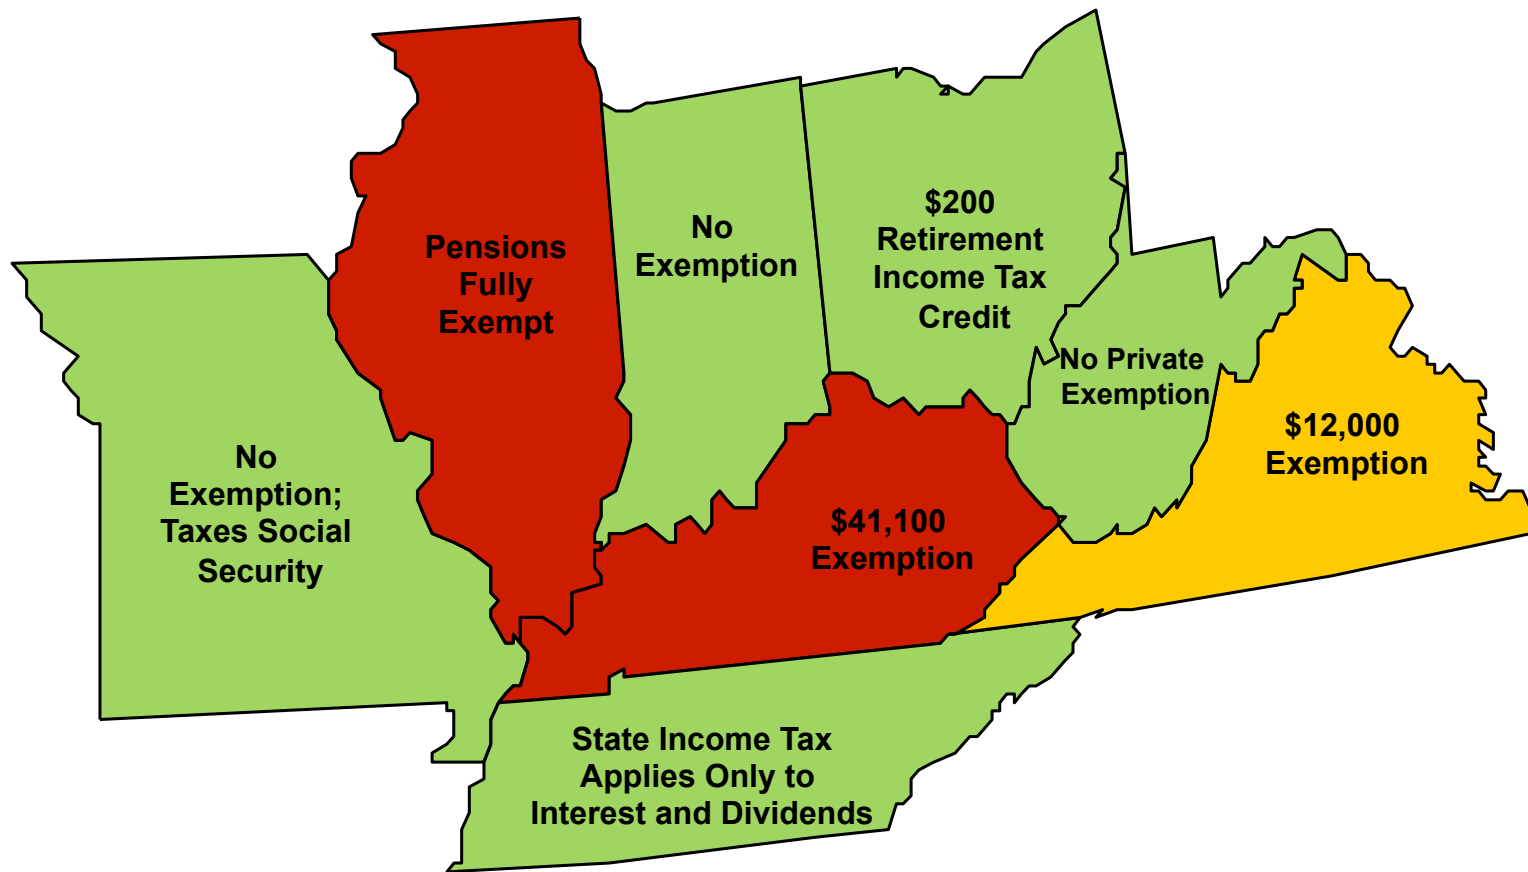 Pensions
Fully
Exempt
No
Exemption
$200
Retirement
Income Tax
Credit
No Private
Exemption
$12,000
Exemption
No
Exemption;
Taxes Social
Security
$41,100
Exemption
State Income Tax
Applies Only to
Interest and Dividends